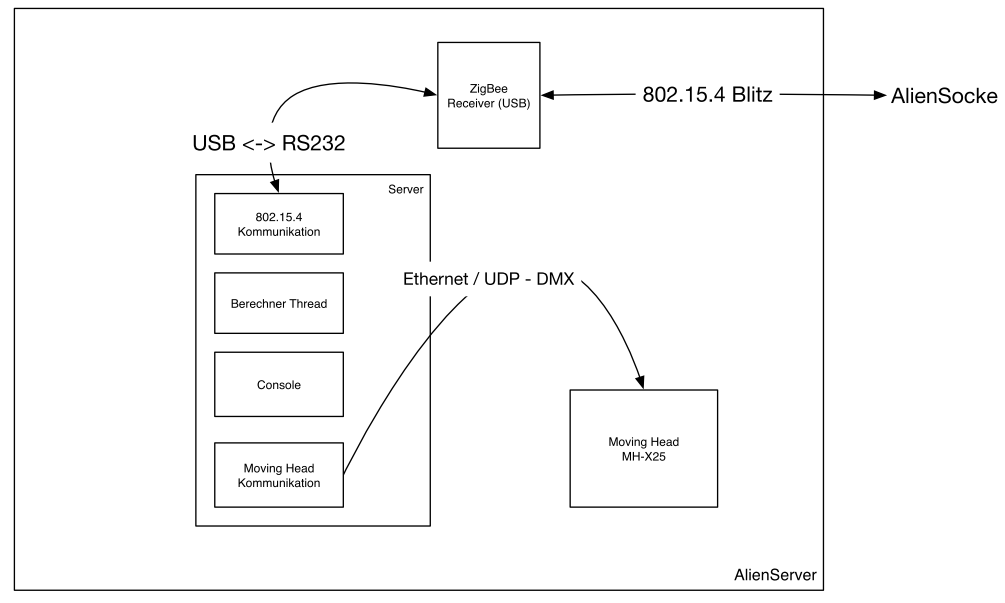 ZigBee
Receiver (USB)
802.15.4 Blitz
AlienSocke
USB <-> RS232
Server
802.15.4
Kommunikation
Ethernet / UDP - DMX
Berechner Thread
Console
Moving Head
Kommunikation
Moving Head
MH-X25
AlienServer